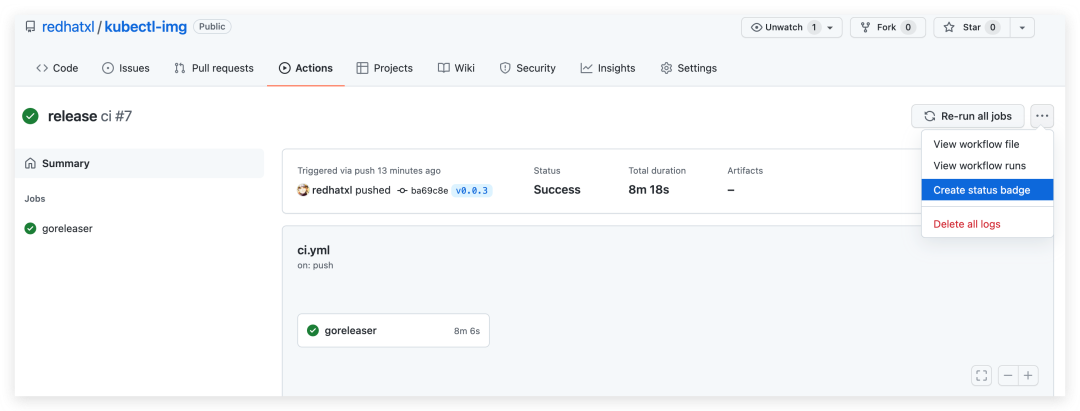 redhatxl / kubectl-img Public
Unwatch 1 Fork 0 Star 0
Code Issues Pull requests Actions Projects Wiki Security Insights Settings
release ci #7
Re-run all jobs ...
View workflow file
View workflow runs
Create status badge
Delete all logs
Summary
Jobs
goreleaser
Triggered via push 13 minutes ago Status Total duration Artifacts
redhatxl pushed ba69c8e v0.0.3 Success 8m 18s –
ci.yml
on: push
goreleaser 8m 6s